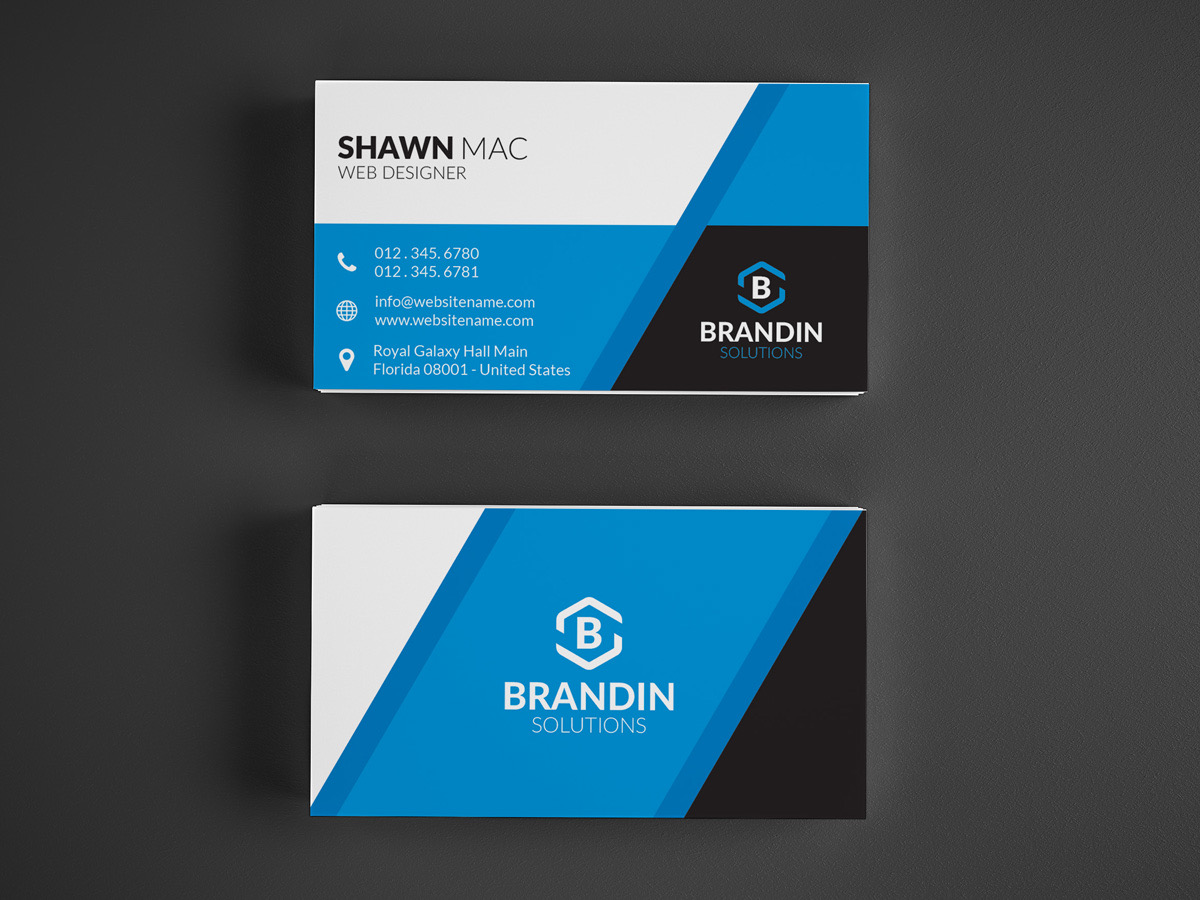 SHAWN MAC
WEB DESIGNER
012 . 345. 6780
012 . 345. 6781
info@websitename.com
www.websitename.com
Royal Galaxy Hall Main
Florida 08001 - United States
B
BRANDIN
SOLUTIONS
B
BRANDIN
SOLUTIONS